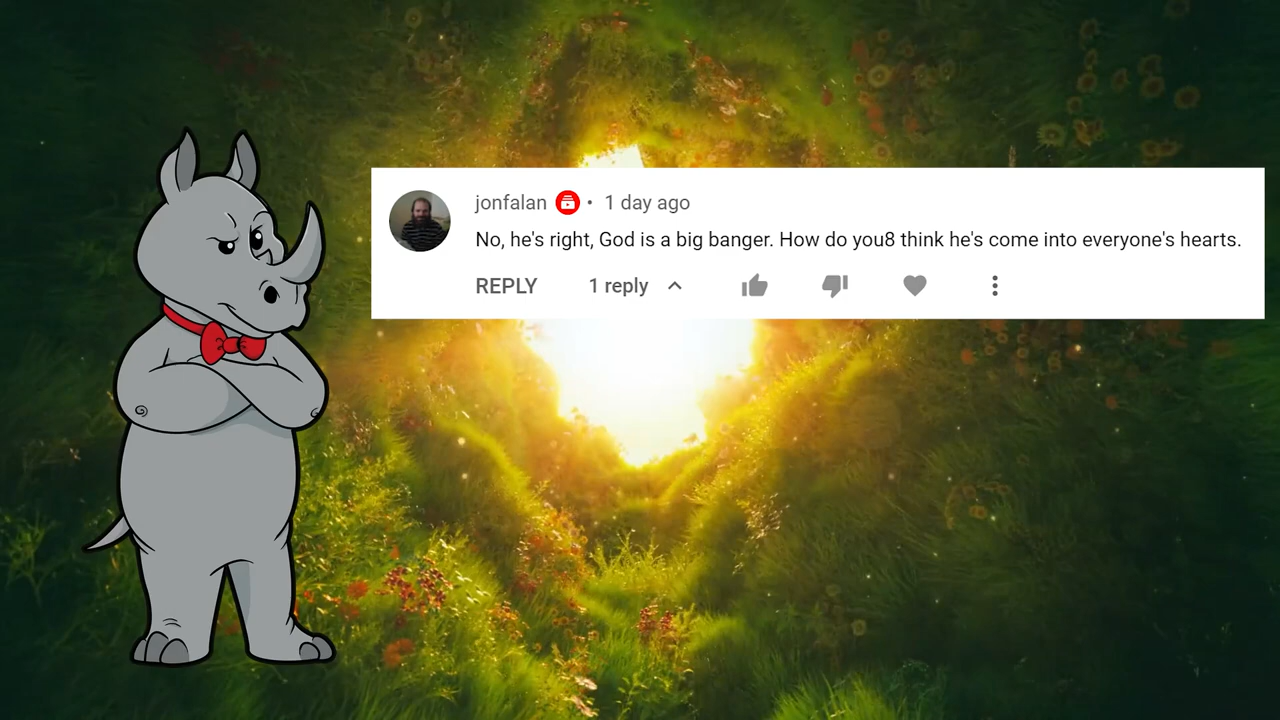 jonfalan • 1 day ago
No, he's right, God is a big banger. How do you8 think he's come into everyone's hearts.
REPLY 1 reply